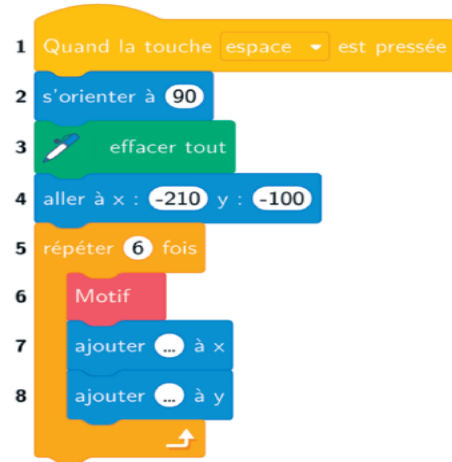 1 Quand la touche espace est pressée
2 s'orienter à 90
3 effacer tout
4 aller à x : -210 y : -100
5 répéter 6 fois
6 Motif
7 ajouter ... à x
8 ajouter ... à y